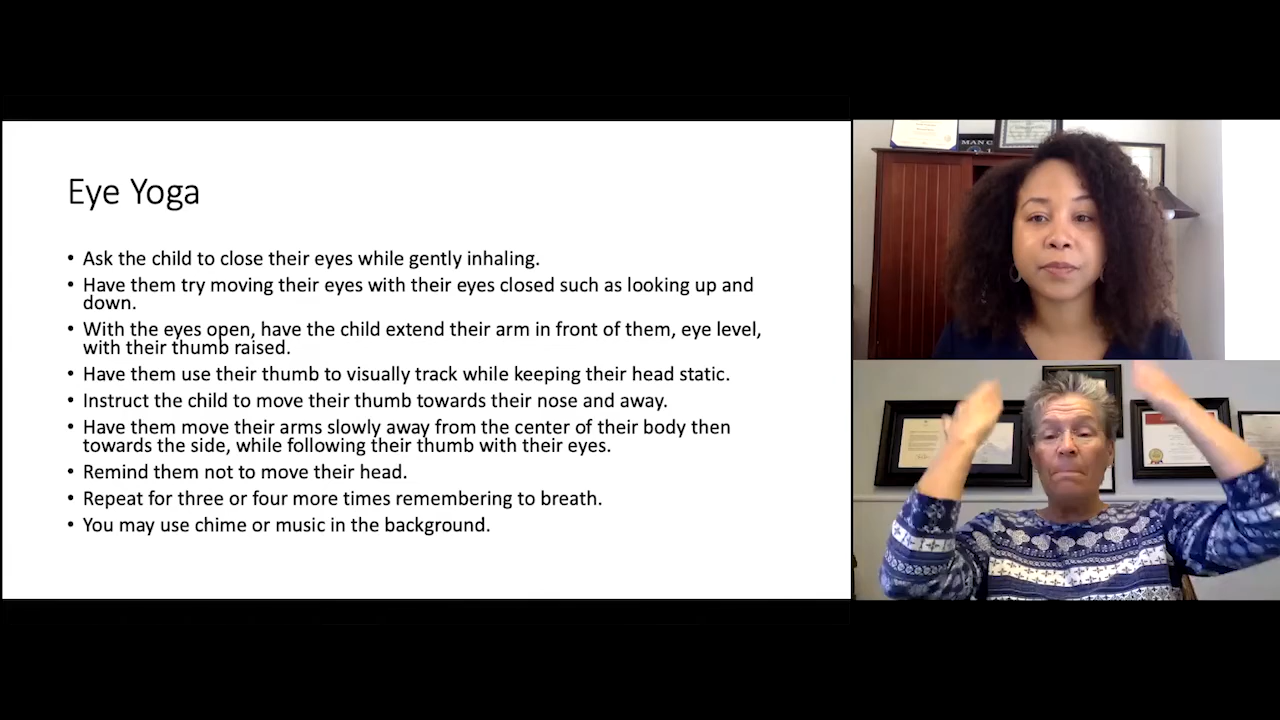 Eye Yoga
• Ask the child to close their eyes while gently inhaling.
• Have them try moving their eyes with their eyes closed such as looking up and
down.
• With the eyes open, have the child extend their arm in front of them, eye level,
with their thumb raised.
• Have them use their thumb to visually track while keeping their head static.
• Instruct the child to move their thumb towards their nose and away.
• Have them move their arms slowly away from the center of their body then
towards the side, while following their thumb with their eyes.
• Remind them not to move their head.
• Repeat for three or four more times remembering to breath.
• You may use chime or music in the background.
MAN C